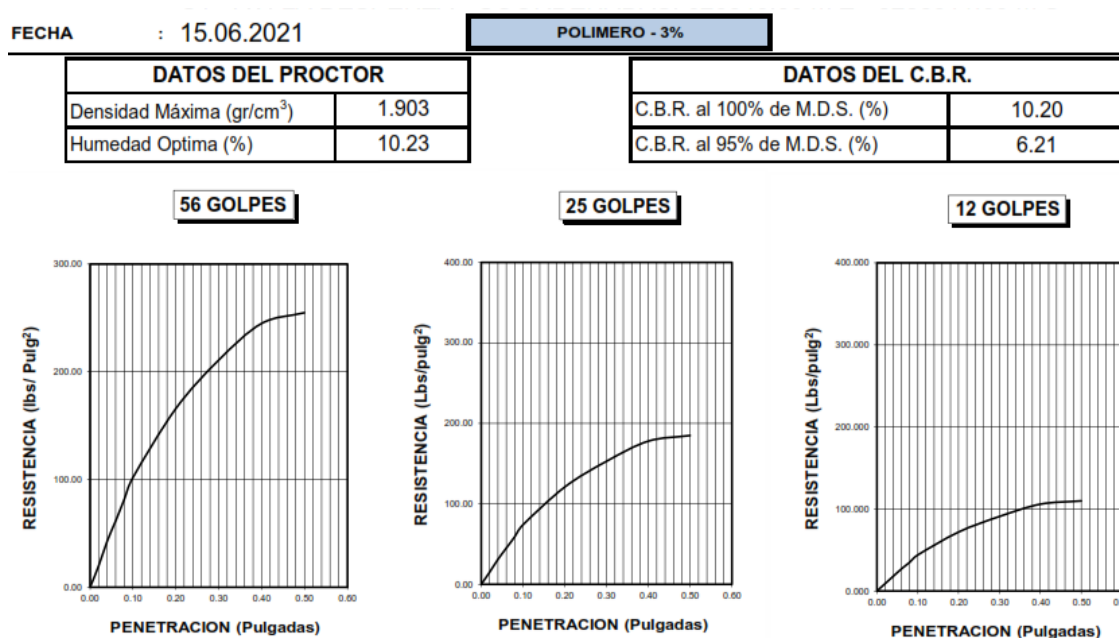 FECHA : 15.06.2021
POLIMERO - 3%
DATOS DEL PROCTOR
Densidad Máxima (gr/cm³) 1.903
Humedad Optima (%) 10.23
DATOS DEL C.B.R.
C.B.R. al 100% de M.D.S. (%) 10.20
C.B.R. al 95% de M.D.S. (%) 6.21
56 GOLPES
RESISTENCIA (lbs/ Pulg²)
300.00
200.00
100.00
0.00
0.00 0.10 0.20 0.30 0.40 0.50 0.60
PENETRACION (Pulgadas)
25 GOLPES
RESISTENCIA (Lbs/pulg²)
400.00
300.00
200.00
100.00
0.00
0.00 0.10 0.20 0.30 0.40 0.50 0.60
PENETRACION (Pulgadas)
12 GOLPES
RESISTENCIA (Lbs/pulg²)
400.000
300.000
200.000
100.000
0.000
0.00 0.10 0.20 0.30 0.40 0.50
PENETRACION (Pulgadas)